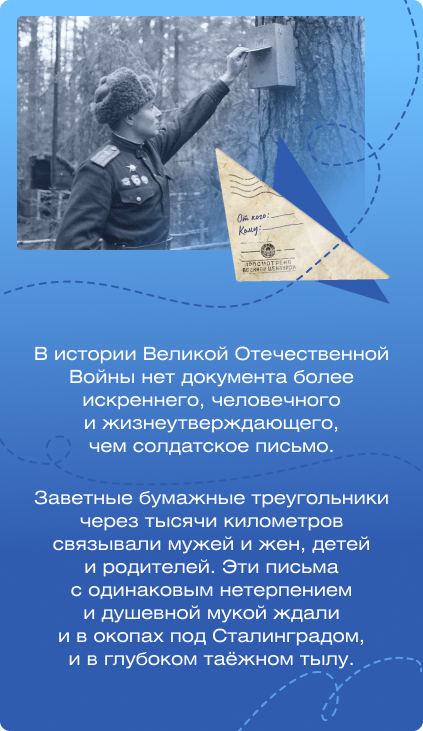 От кого:
Кому:
ПРОСМОТРЕНО
ВОЕННОЙ ЦЕНЗУРОЙ
В истории Великой Отечественной
Войны нет документа более
искреннего, человечного
и жизнеутверждающего,
чем солдатское письмо.
Заветные бумажные треугольники
через тысячи километров
связывали мужей и жен, детей
и родителей. Эти письма
с одинаковым нетерпением
и душевной мукой ждали
и в окопах под Сталинградом,
и в глубоком таёжном тылу.